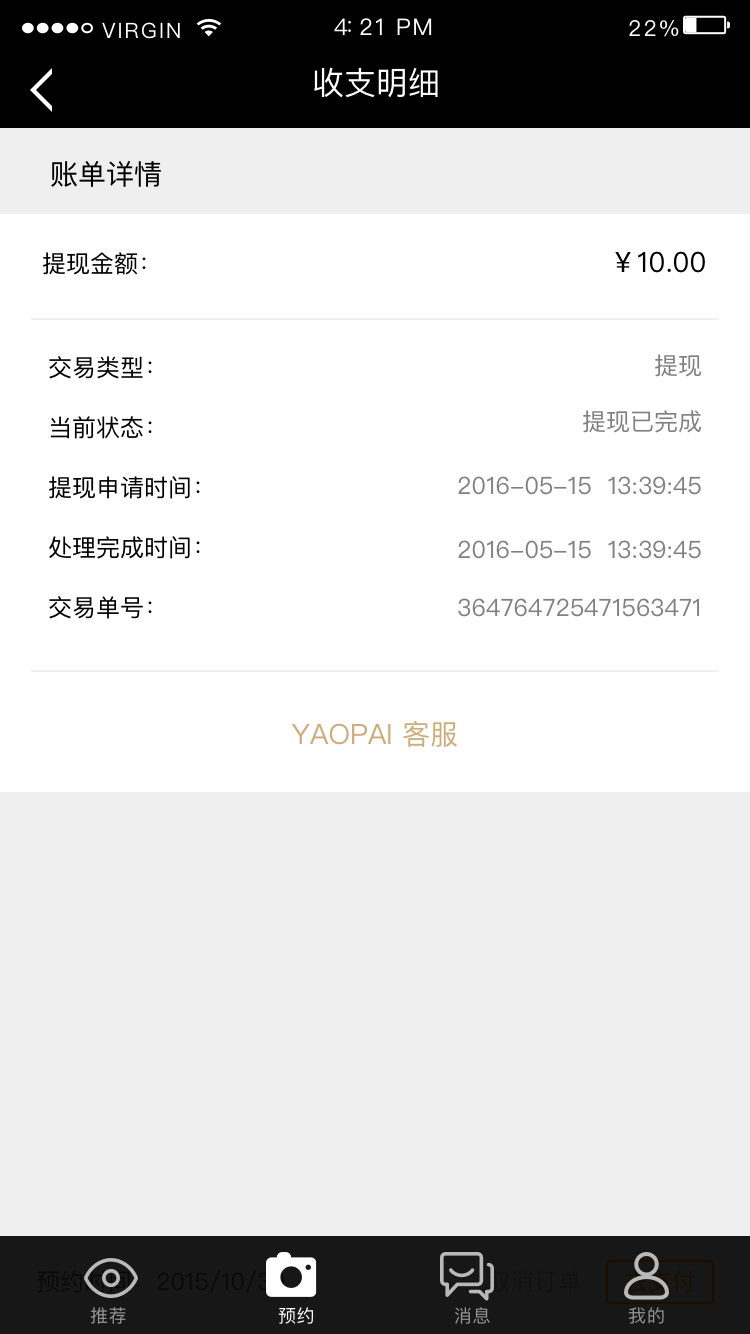 VIRGIN 4:21 PM 22%
收支明细
账单详情
提现金额： ¥10.00
交易类型： 提现
当前状态： 提现已完成
提现申请时间： 2016-05-15 13:39:45
处理完成时间： 2016-05-15 13:39:45
交易单号： 364764725471563471
YAOPAI 客服
预约 2015/10/3 取消订单 付
推荐 预约 消息 我的